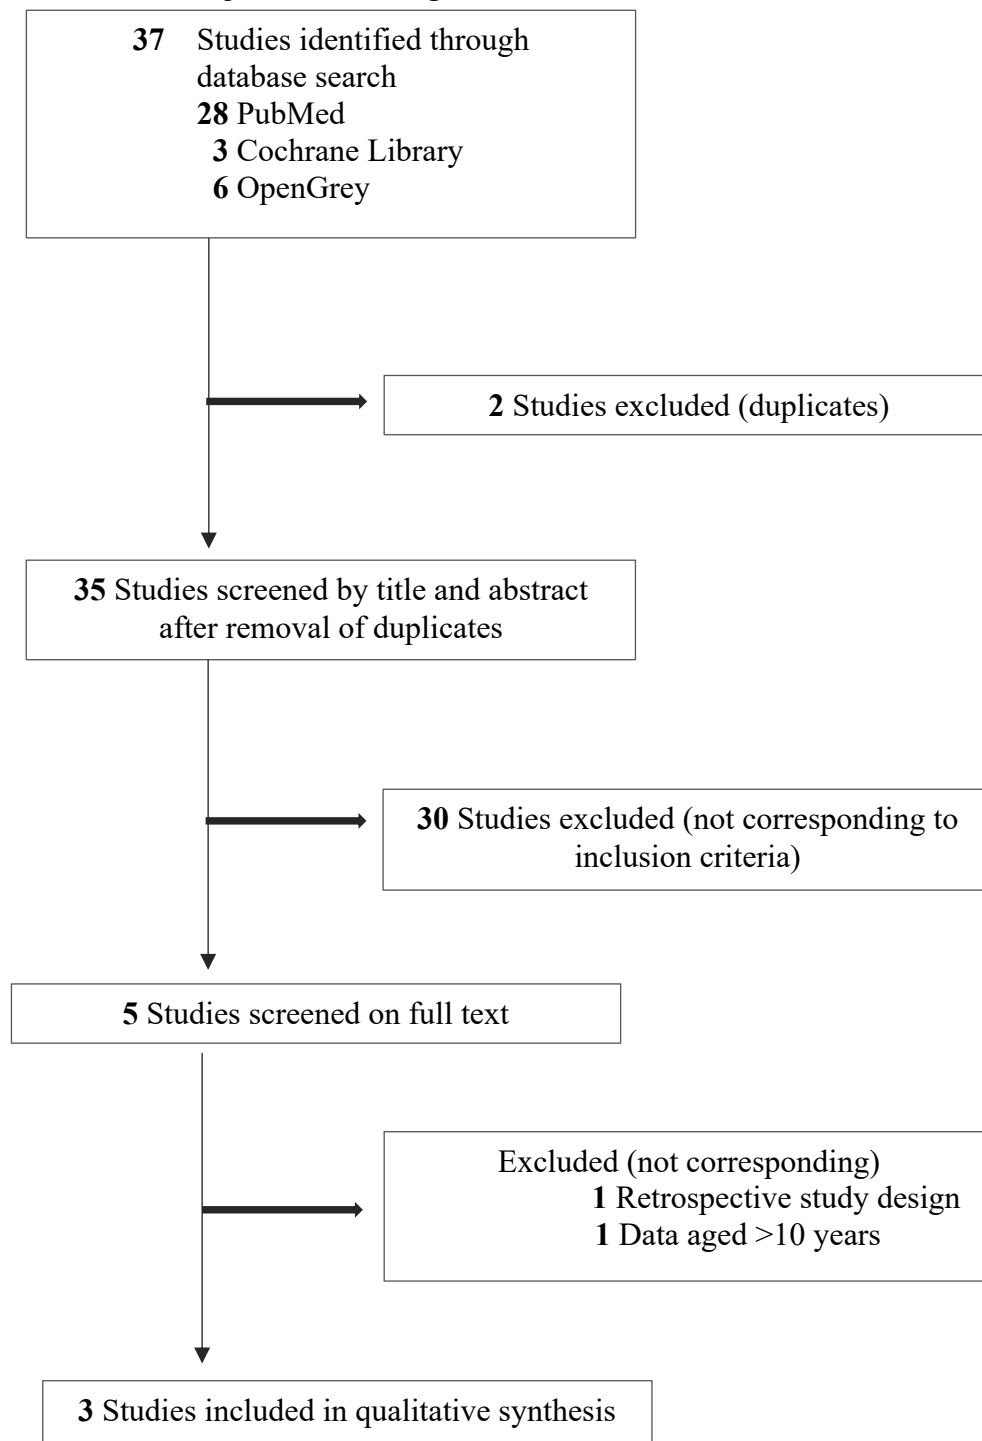 37 Studies identified through
database search
28 PubMed
3 Cochrane Library
6 OpenGrey
2 Studies excluded (duplicates)
35 Studies screened by title and abstract
after removal of duplicates
30 Studies excluded (not corresponding to
inclusion criteria)
5 Studies screened on full text
Excluded (not corresponding)
1 Retrospective study design
1 Data aged >10 years
3 Studies included in qualitative synthesis